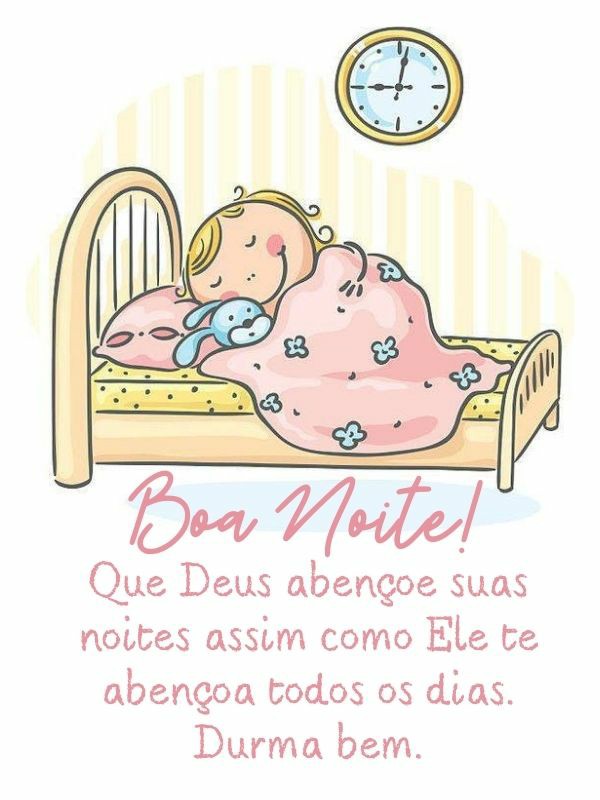 Boa Noite!
Que Deus abençoe suas
noites assim como Ele te
abençoa todos os dias.
Durma bem.